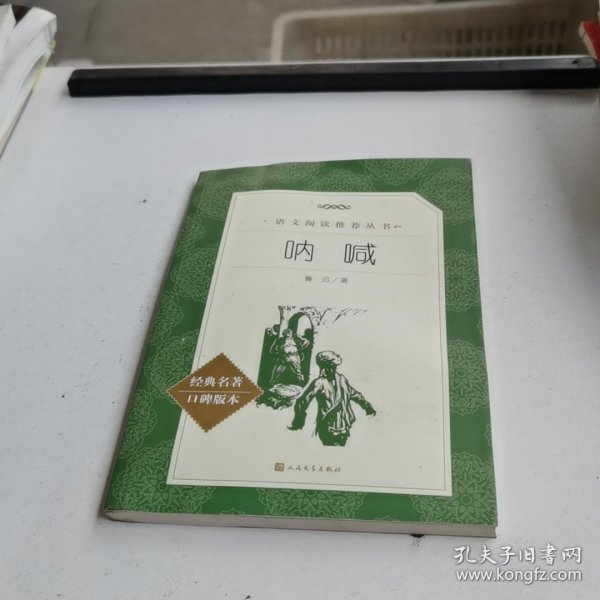 语文阅读推荐丛书
呐喊
鲁迅/著
经典名著
口碑版本
人民文学出版社
孔夫子旧书网
www.kongfz.com